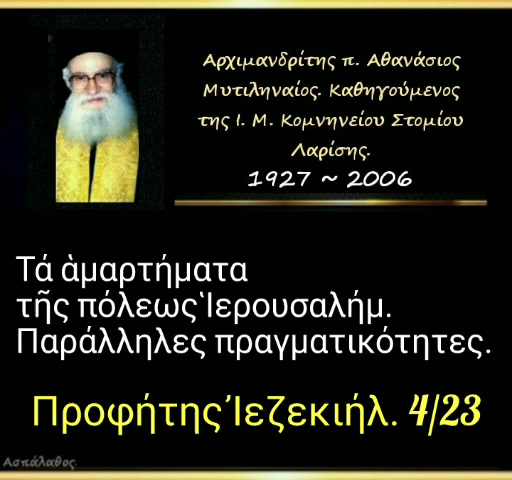 Αρχιμανδρίτης π. Αθανάσιος
Μυτιληναίος. Καθηγούμενος
της Ι. Μ. Κομνηνείου Στομίου
Λαρίσης.
1927 ~ 2006
Τά ἁμαρτήματα
τῆς πόλεως Ἱερουσαλήμ.
Παράλληλες πραγματικότητες.
Προφήτης Ἰεζεκιήλ. 4/23
Ασπάλαθος